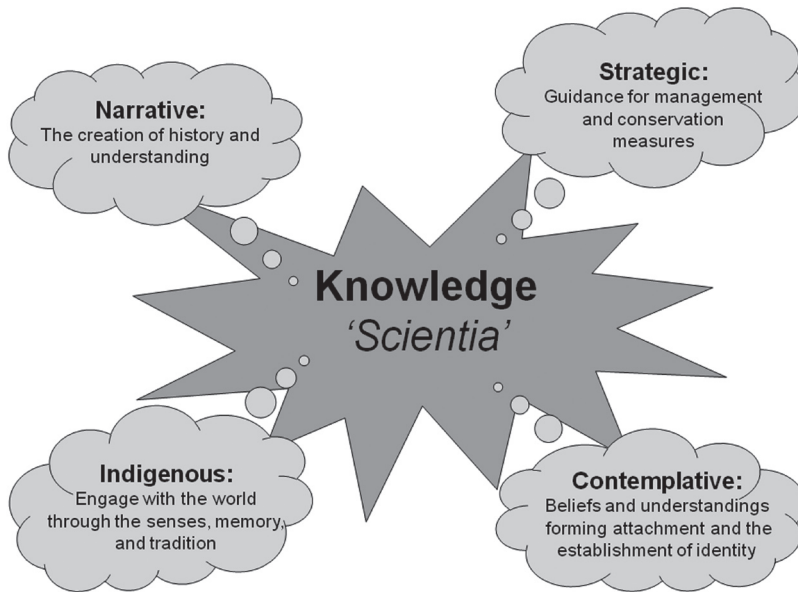 Narrative:
The creation of history and
understanding
Strategic:
Guidance for management
and conservation
measures
Knowledge
‘Scientia’
Indigenous:
Engage with the world
through the senses, memory,
and tradition
Contemplative:
Beliefs and understandings
forming attachment and the
establishment of identity